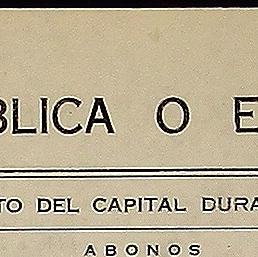 BLICA O E
TO DEL CAPITAL DURA
ABONOS